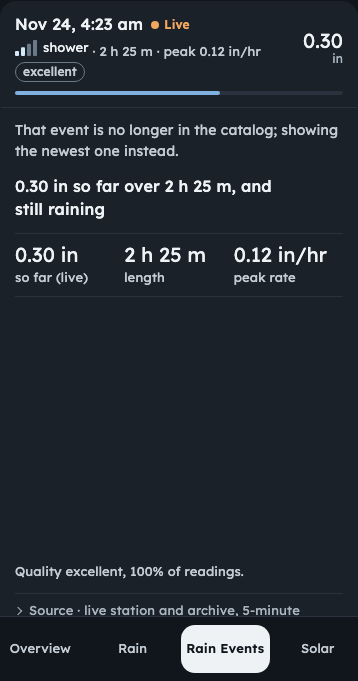 Nov 24, 4:23 am ● Live
0.30
shower · 2 h 25 m · peak 0.12 in/hr
in
excellent
That event is no longer in the catalog; showing
the newest one instead.
0.30 in so far over 2 h 25 m, and
still raining
0.30 in 2 h 25 m 0.12 in/hr
so far (live) length peak rate
Quality excellent, 100% of readings.
> Source · live station and archive, 5-minute
Overview Rain Rain Events Solar